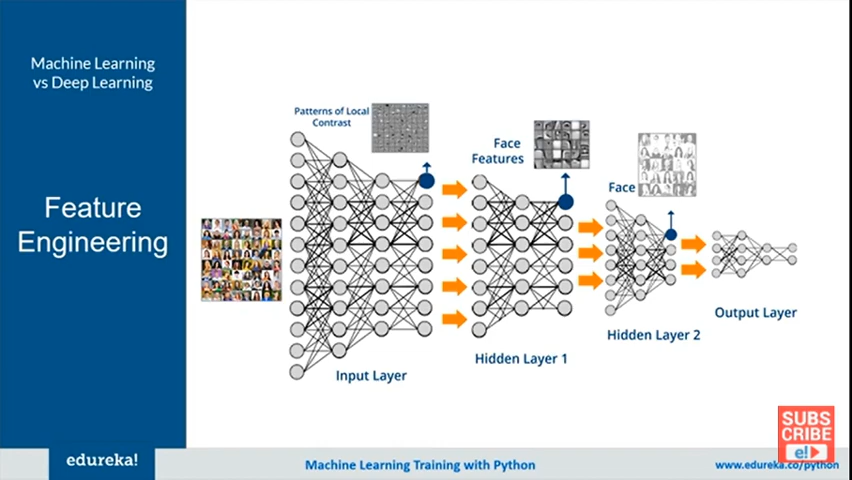 Machine Learning
vs Deep Learning
Feature
Engineering
Patterns of Local
Contrast
Face
Features
Face
Input Layer
Hidden Layer 1
Hidden Layer 2
Output Layer
SUBS
CRIBE
e!
edureka!
Machine Learning Training with Python
www.edureka.co/python